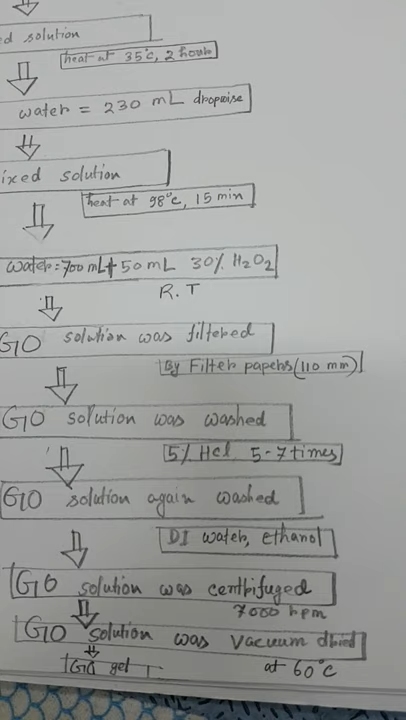 ed solution
heat at 35°c, 2 hours
water = 230 mL dropwise
ixed solution
heat at 98°c, 15 min
water = 700 mL + 50 mL 30% H2O2
R.T
GO solution was filtered
By Filter papers (110 mm)
GO solution was washed
5% Hcl 5-7 times
GO solution again washed
DI water, ethanol
GO solution was centrifuged
7000 rpm
GO solution was vacuum dried
GO gel
at 60°c